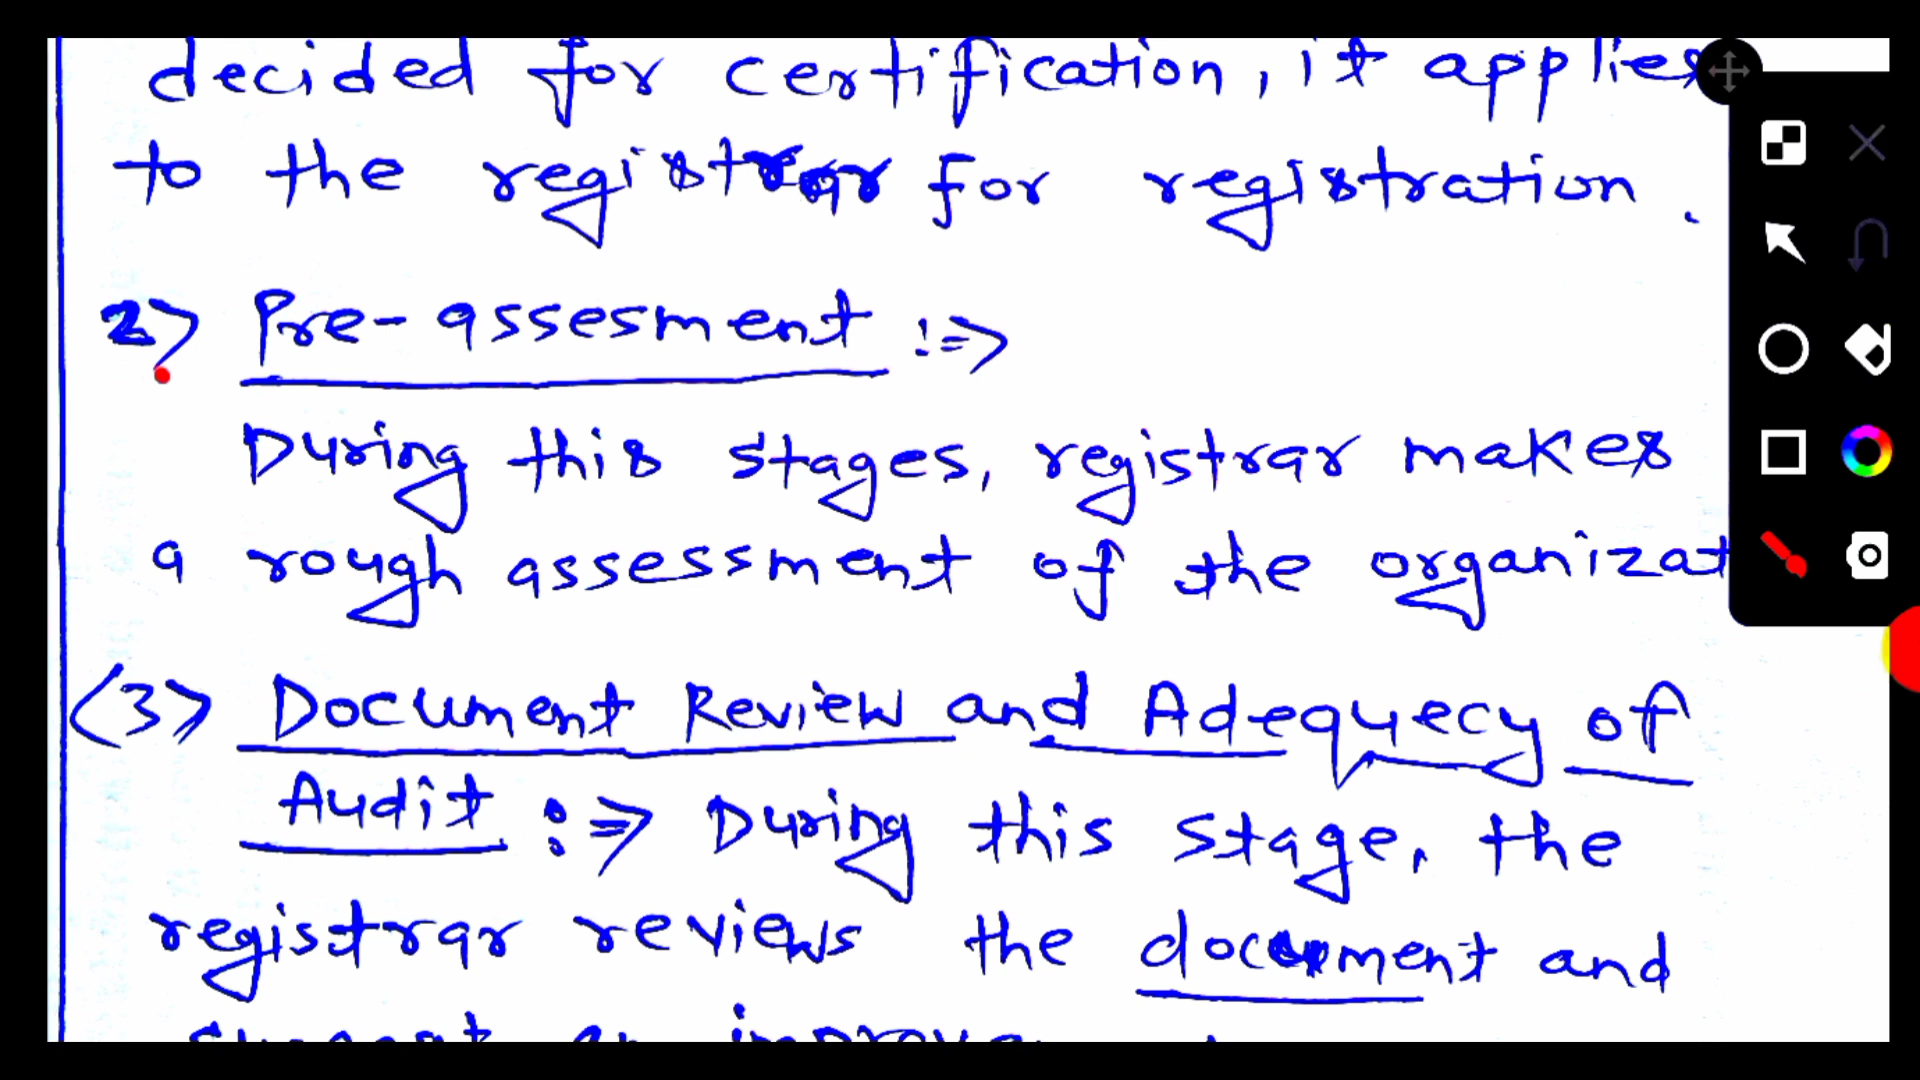 decided for certification, it applies
to the registrar for registration.
2) Pre-assesment :=>
During this stages, registrar makes
a rough assessment of the organizat
(3) Document Review and Adequecy of
Audit :=> During this stage, the
registrar reviews the document and